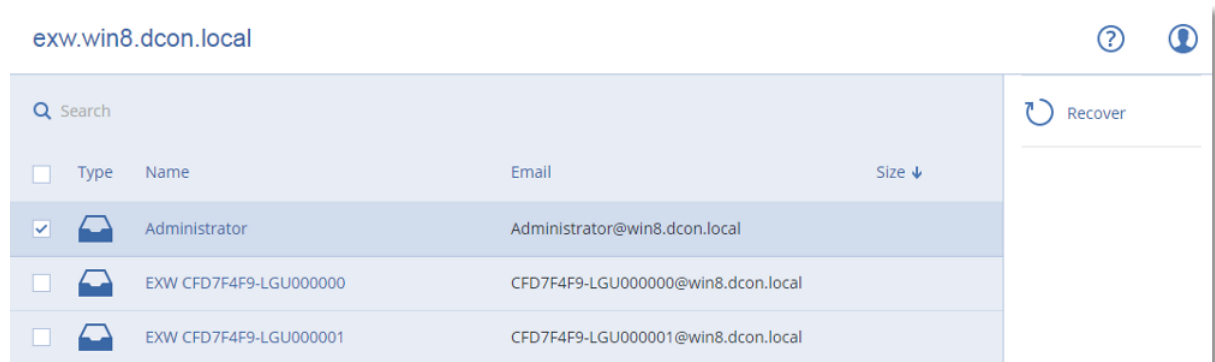 exw.win8.dcon.local
Search
Recover
Type Name Email Size
Administrator Administrator@win8.dcon.local
EXW CFD7F4F9-LGU000000 CFD7F4F9-LGU000000@win8.dcon.local
EXW CFD7F4F9-LGU000001 CFD7F4F9-LGU000001@win8.dcon.local